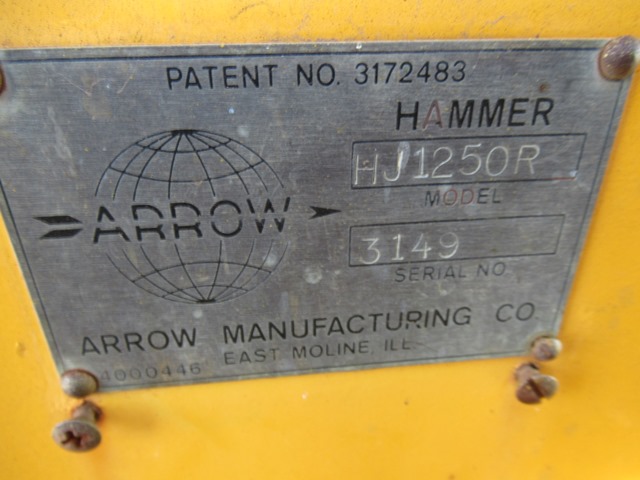 PATENT NO. 3172483
HAMMER
HJ1250R
MODEL
ARROW
3149
SERIAL NO.
ARROW MANUFACTURING CO.
EAST MOLINE, ILL.
4000446